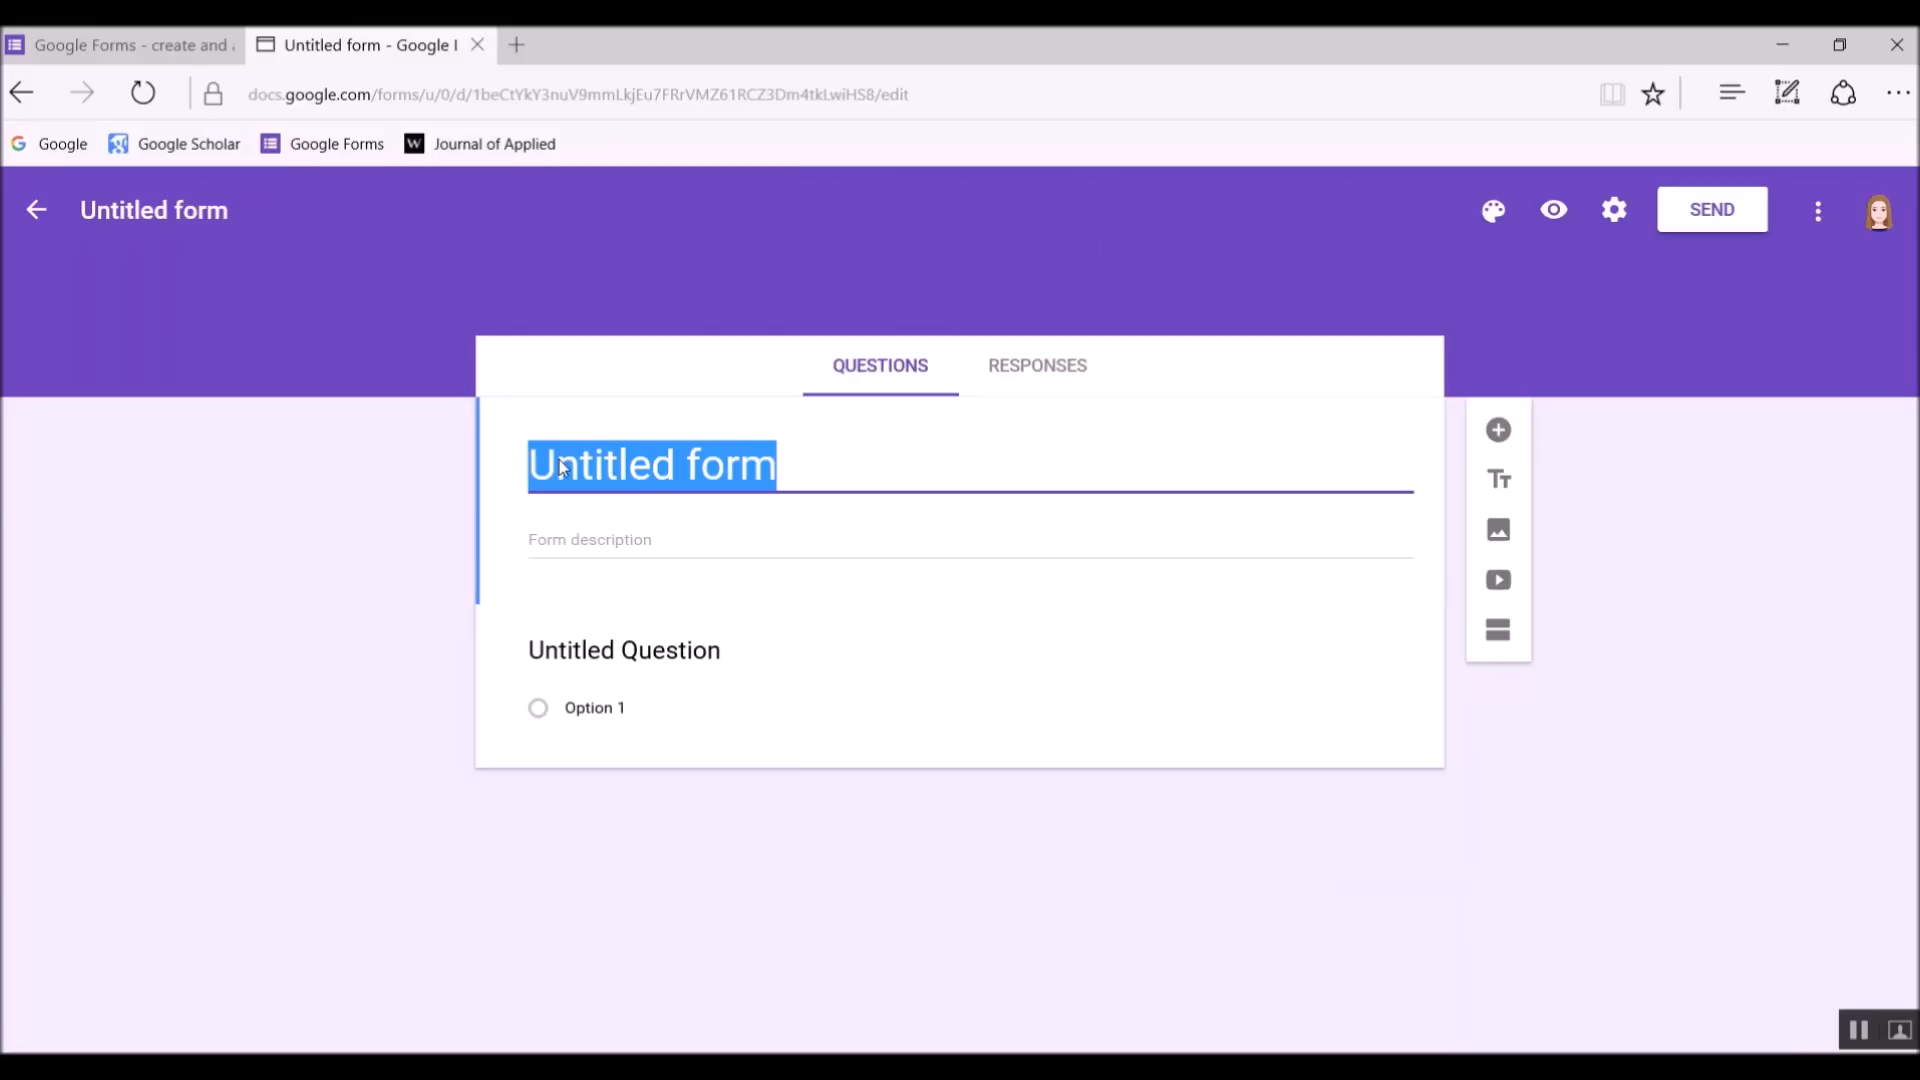 Google Forms - create and
Untitled form - Google
docs.google.com/forms/u/0/d/1beCtYkY3nuV9mmLkjEu7FRrVMZ61RCZ3Dm4tkLwiHS8/edit
Google
Google Scholar
Google Forms
W
Journal of Applied
Untitled form
SEND
QUESTIONS
RESPONSES
Untitled form
Form description
Tr
Untitled Question
Option 1